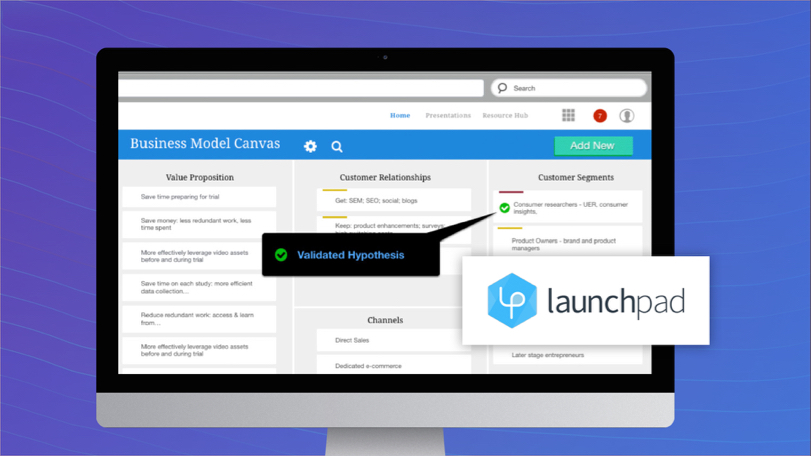 Search
Home
Presentations
Resource Hub
7
Business Model Canvas
Add New
Value Proposition
Save time preparing for trial
Save money: less redundant work, less
time spent
More effectively leverage video assets
before and during trial
Save time on each study: more efficient
data collection...
Reduce redundant work: access & learn
from...
More effectively leverage video assets
before and during trial
Customer Relationships
Get: SEM; SEO; social; blogs
Keep: product enhancements; surveys;
Channels
Direct Sales
Dedicated e-commerce
Customer Segments
Consumer researchers - UER, consumer
insights,
Product Owners - brand and product
managers
Later stage entrepreneurs
Validated Hypothesis
launchpad